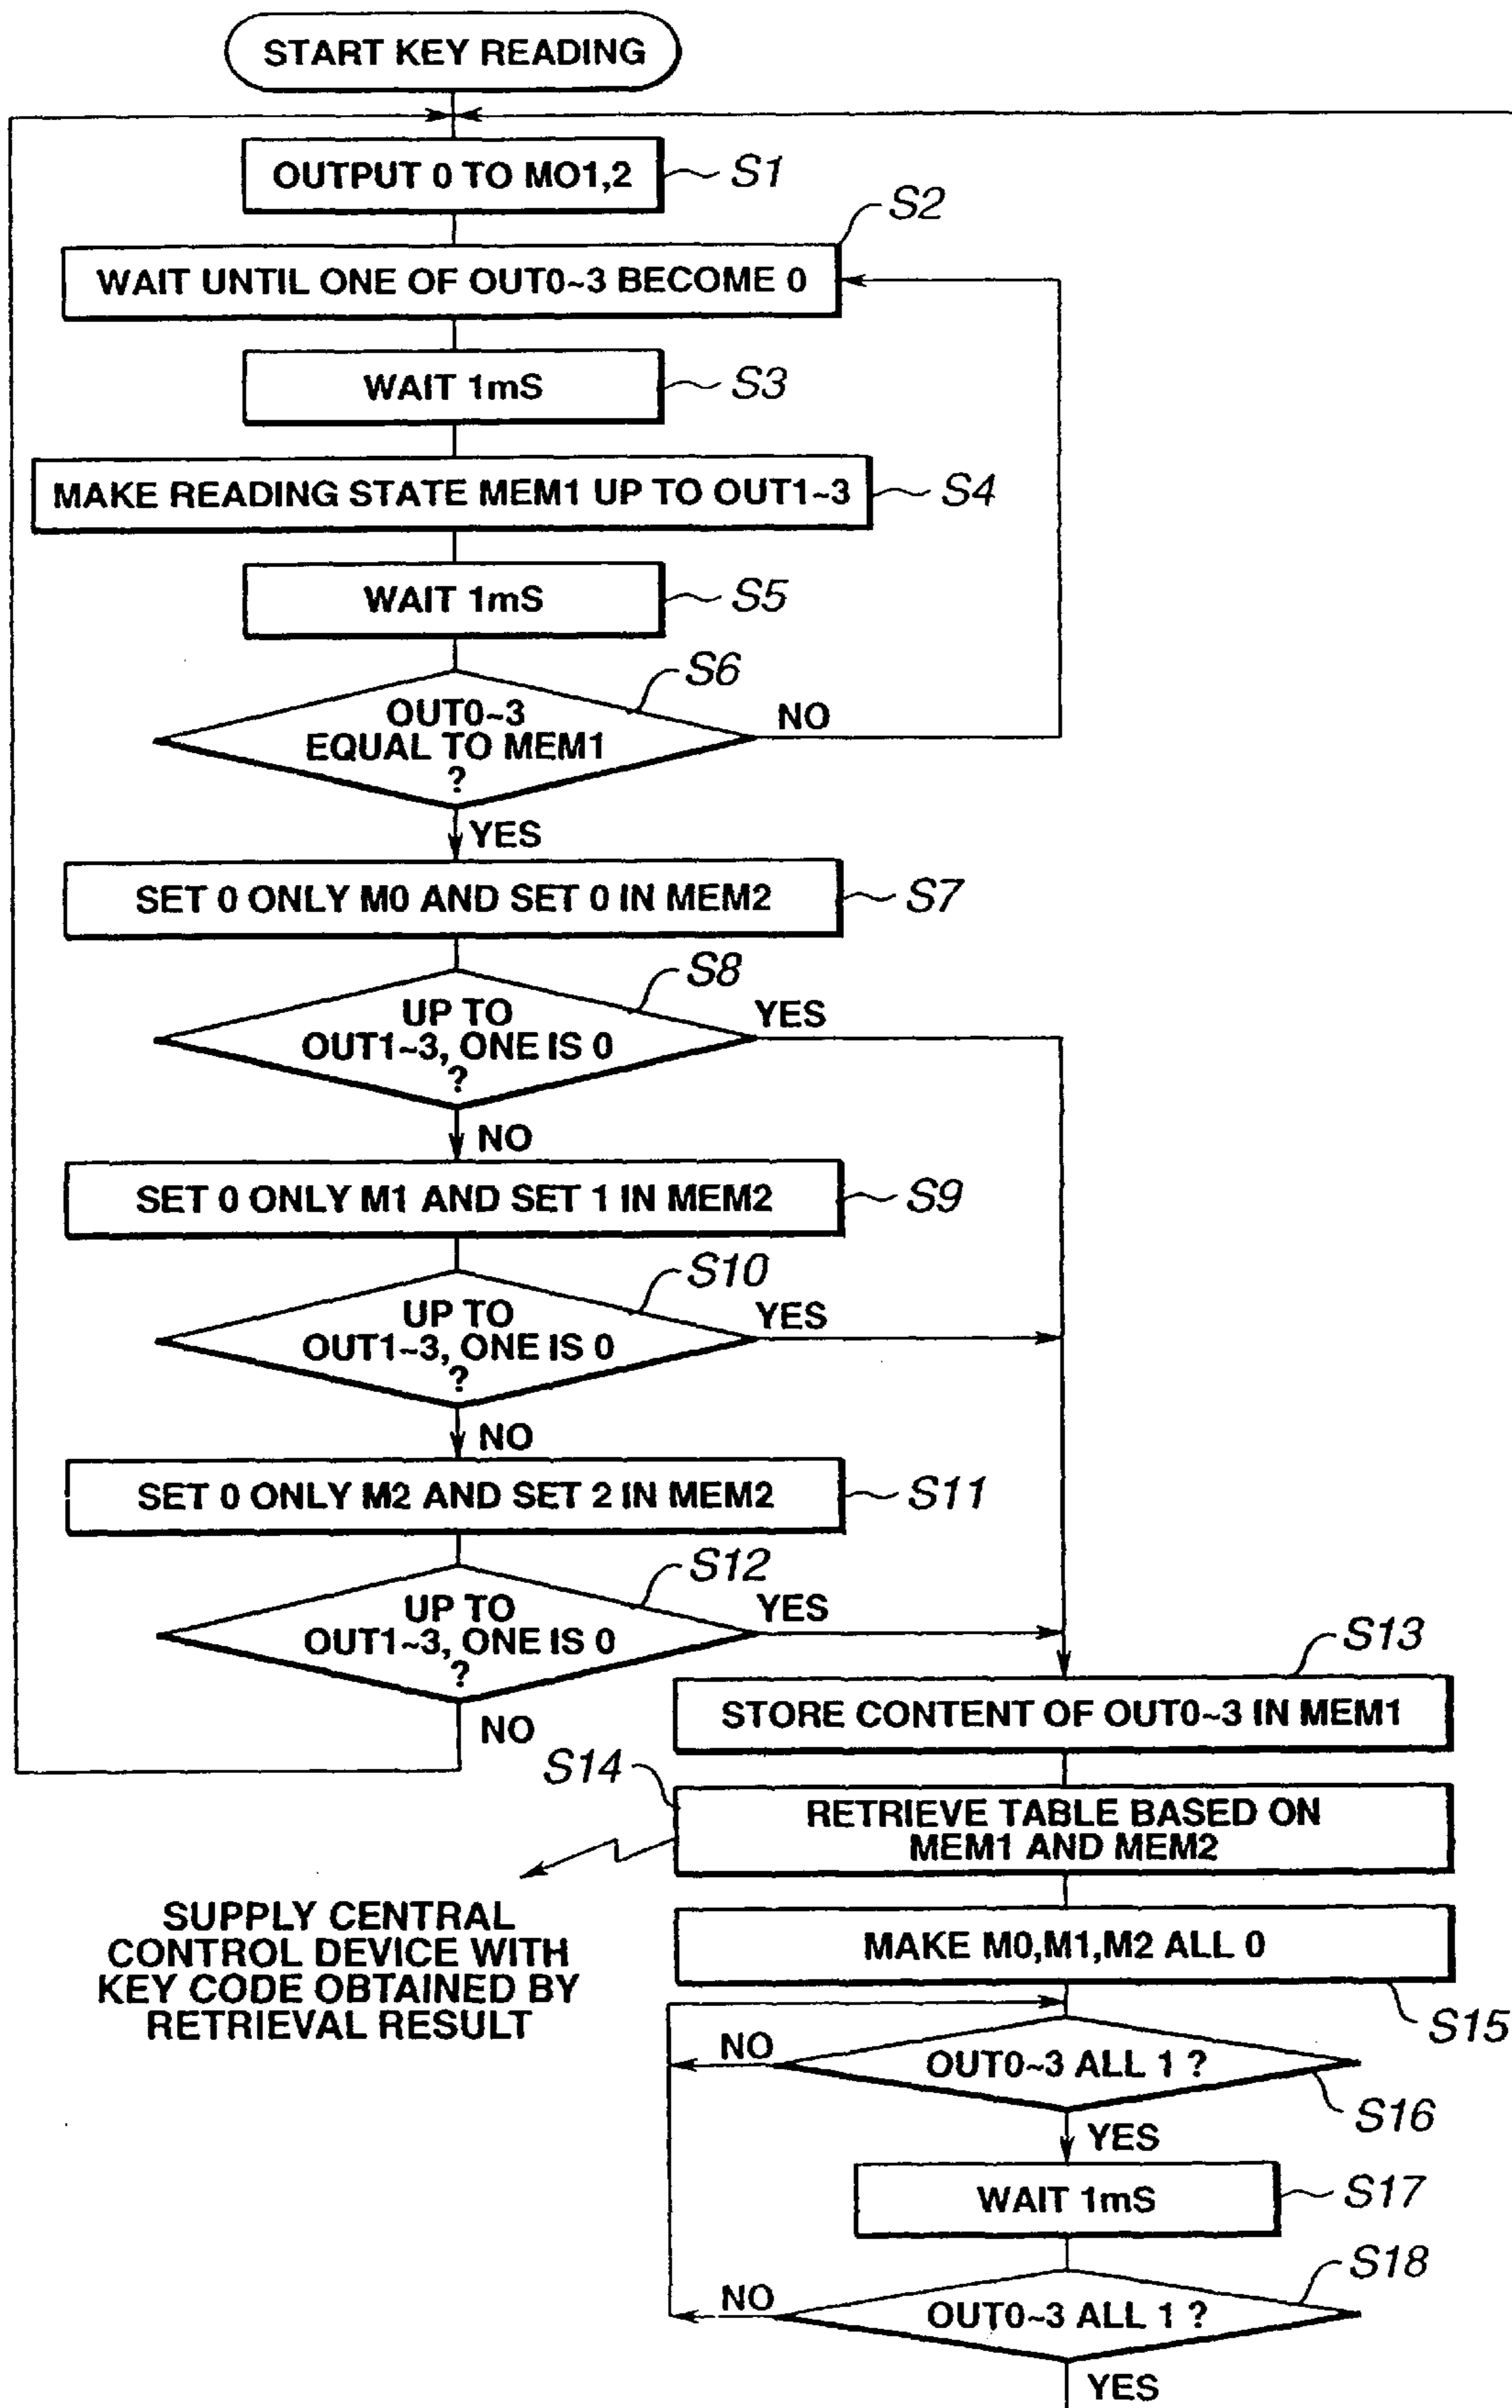 START KEY READING
OUTPUT 0 TO MO1,2
S1
S2
WAIT UNTIL ONE OF OUT0~3 BECOME 0
WAIT 1mS
S3
MAKE READING STATE MEM1 UP TO OUT1~3
S4
WAIT 1mS
S5
S6
OUT0~3
EQUAL TO MEM1
?
NO
YES
SET 0 ONLY M0 AND SET 0 IN MEM2
S7
S8
UP TO
OUT1~3, ONE IS 0
?
YES
NO
SET 0 ONLY M1 AND SET 1 IN MEM2
S9
S10
UP TO
OUT1~3, ONE IS 0
?
YES
NO
SET 0 ONLY M2 AND SET 2 IN MEM2
S11
S12
UP TO
OUT1~3, ONE IS 0
?
YES
NO
S13
STORE CONTENT OF OUT0~3 IN MEM1
S14
RETRIEVE TABLE BASED ON
MEM1 AND MEM2
SUPPLY CENTRAL
CONTROL DEVICE WITH
KEY CODE OBTAINED BY
RETRIEVAL RESULT
MAKE M0,M1,M2 ALL 0
S15
OUT0~3 ALL 1 ?
NO
S16
YES
WAIT 1mS
S17
S18
OUT0~3 ALL 1 ?
NO
YES